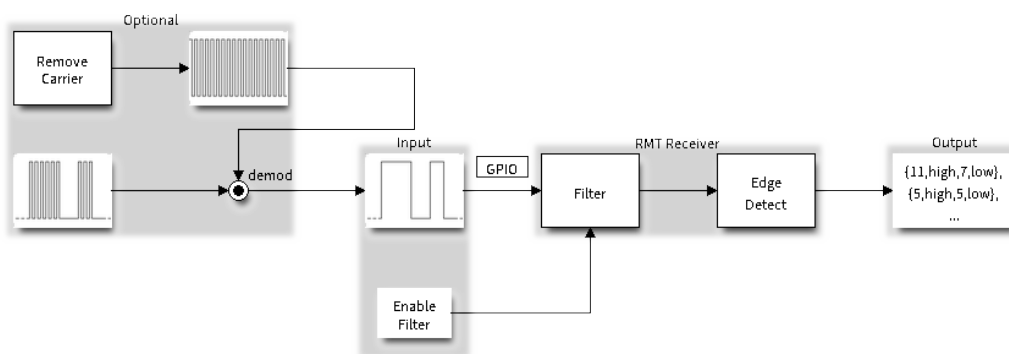 Optional
Remove
Carrier
demod
Input
GPIO
RMT Receiver
Filter
Edge
Detect
Output
{11,high,7,low},
{5,high,5,low},
...
Enable
Filter